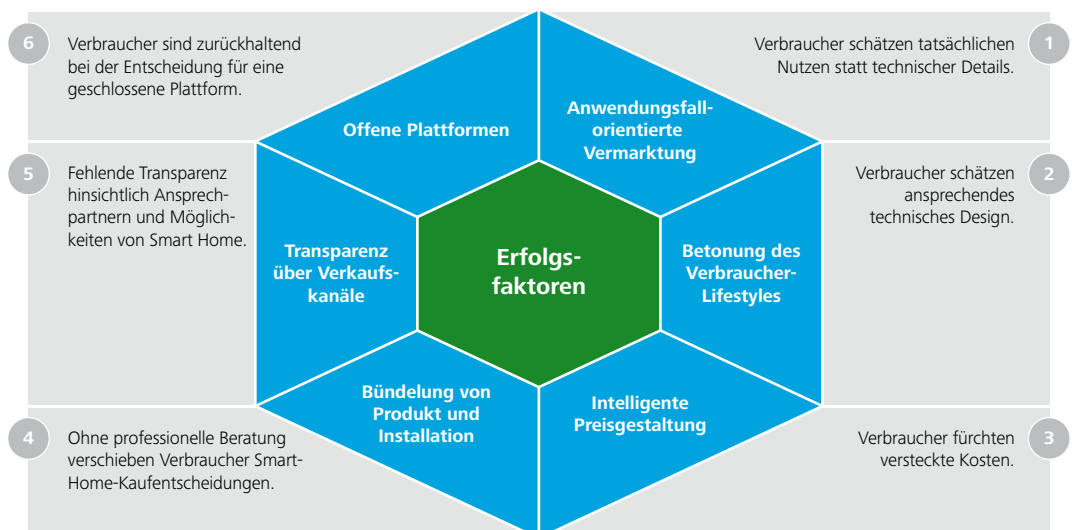 6
Verbraucher sind zurückhaltend
bei der Entscheidung für eine
geschlossene Plattform.
Offene Plattformen
Anwendungsfall-
orientierte
Vermarktung
1
Verbraucher schätzen tatsächlichen
Nutzen statt technischer Details.
5
Fehlende Transparenz
hinsichtlich Ansprech-
partnern und Möglich-
keiten von Smart Home.
Transparenz
über Verkaufs-
kanäle
Erfolgs-
faktoren
Betonung des
Verbraucher-
Lifestyles
2
Verbraucher schätzen
ansprechendes
technisches Design.
4
Ohne professionelle Beratung
verschieben Verbraucher Smart-
Home-Kaufentscheidungen.
Bündelung von
Produkt und
Installation
Intelligente
Preisgestaltung
3
Verbraucher fürchten
versteckte Kosten.